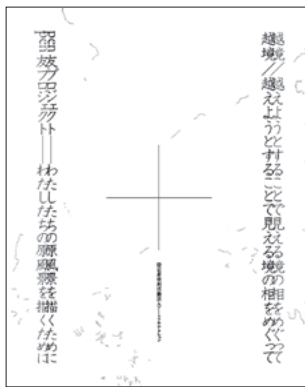 越境／／越えようとすることで見える境の相をめぐって
プロジェクト――わたしたちの原風景を描くために